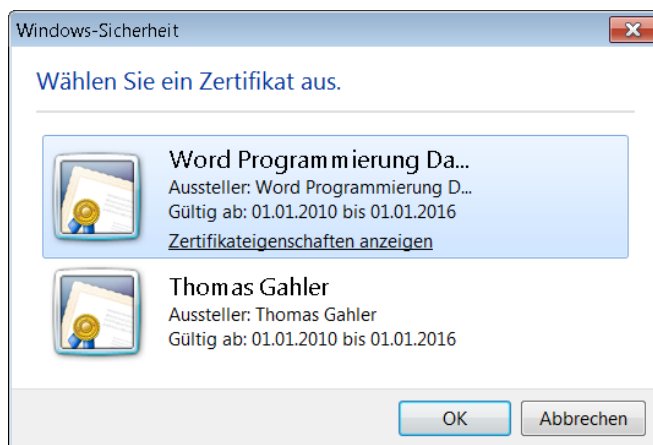 Windows-Sicherheit
Wählen Sie ein Zertifikat aus.
Word Programmierung Da...
Aussteller: Word Programmierung D...
Gültig ab: 01.01.2010 bis 01.01.2016
Zertifikateigenschaften anzeigen
Thomas Gahler
Aussteller: Thomas Gahler
Gültig ab: 01.01.2010 bis 01.01.2016
OK Abbrechen